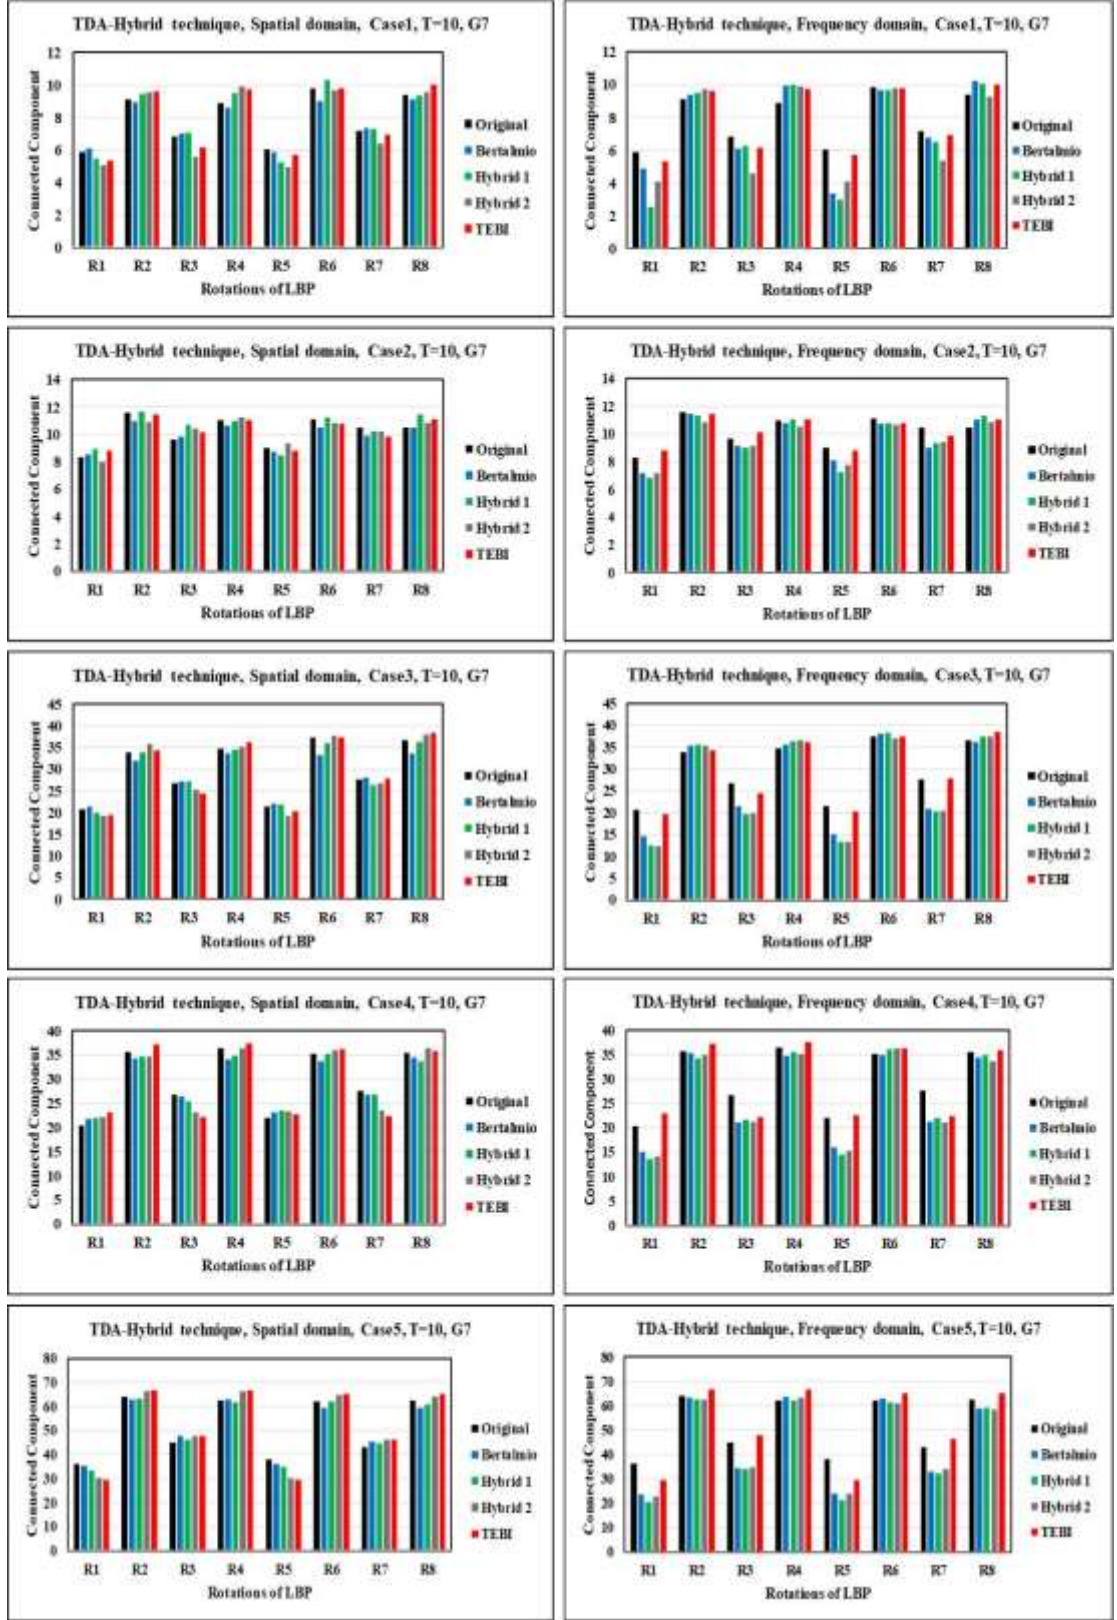 TDA-Hybrid technique, Spatial domain, Case1, T=10, G7
Connected Component
12
10
8
6
4
2
0
R1 R2 R3 R4 R5 R6 R7 R8
Rotations of LBP
Original
Bertalmio
Hybrid 1
Hybrid 2
TEBI
TDA-Hybrid technique, Frequency domain, Case1, T=10, G7
Connected Component
12
10
8
6
4
2
0
R1 R2 R3 R4 R5 R6 R7 R8
Rotations of LBP
Original
Bertalmio
Hybrid 1
Hybrid 2
TEBI
TDA-Hybrid technique, Spatial domain, Case2, T=10, G7
Connected Component
14
12
10
8
6
4
2
0
R1 R2 R3 R4 R5 R6 R7 R8
Rotations of LBP
Original
Bertalmio
Hybrid 1
Hybrid 2
TEBI
TDA-Hybrid technique, Frequency domain, Case2, T=10, G7
Connected Component
14
12
10
8
6
4
2
0
R1 R2 R3 R4 R5 R6 R7 R8
Rotations of LBP
Original
Bertalmio
Hybrid 1
Hybrid 2
TEBI
TDA-Hybrid technique, Spatial domain, Case3, T=10, G7
Connected Component
45
40
35
30
25
20
15
10
5
0
R1 R2 R3 R4 R5 R6 R7 R8
Rotations of LBP
Original
Bertalmio
Hybrid 1
Hybrid 2
TEBI
TDA-Hybrid technique, Frequency domain, Case3, T=10, G7
Connected Component
45
40
35
30
25
20
15
10
5
0
R1 R2 R3 R4 R5 R6 R7 R8
Rotations of LBP
Original
Bertalmio
Hybrid 1
Hybrid 2
TEBI
TDA-Hybrid technique, Spatial domain, Case4, T=10, G7
Connected Component
40
35
30
25
20
15
10
5
0
R1 R2 R3 R4 R5 R6 R7 R8
Rotations of LBP
Original
Bertalmio
Hybrid 1
Hybrid 2
TEBI
TDA-Hybrid technique, Frequency domain, Case4, T=10, G7
Connected Component
40
35
30
25
20
15
10
5
0
R1 R2 R3 R4 R5 R6 R7 R8
Rotations of LBP
Original
Bertalmio
Hybrid 1
Hybrid 2
TEBI
TDA-Hybrid technique, Spatial domain, Case5, T=10, G7
Connected Component
80
70
60
50
40
30
20
10
0
R1 R2 R3 R4 R5 R6 R7 R8
Rotations of LBP
Original
Bertalmio
Hybrid 1
Hybrid 2
TEBI
TDA-Hybrid technique, Frequency domain, Case5, T=10, G7
Connected Component
80
70
60
50
40
30
20
10
0
R1 R2 R3 R4 R5 R6 R7 R8
Rotations of LBP
Original
Bertalmio
Hybrid 1
Hybrid 2
TEBI